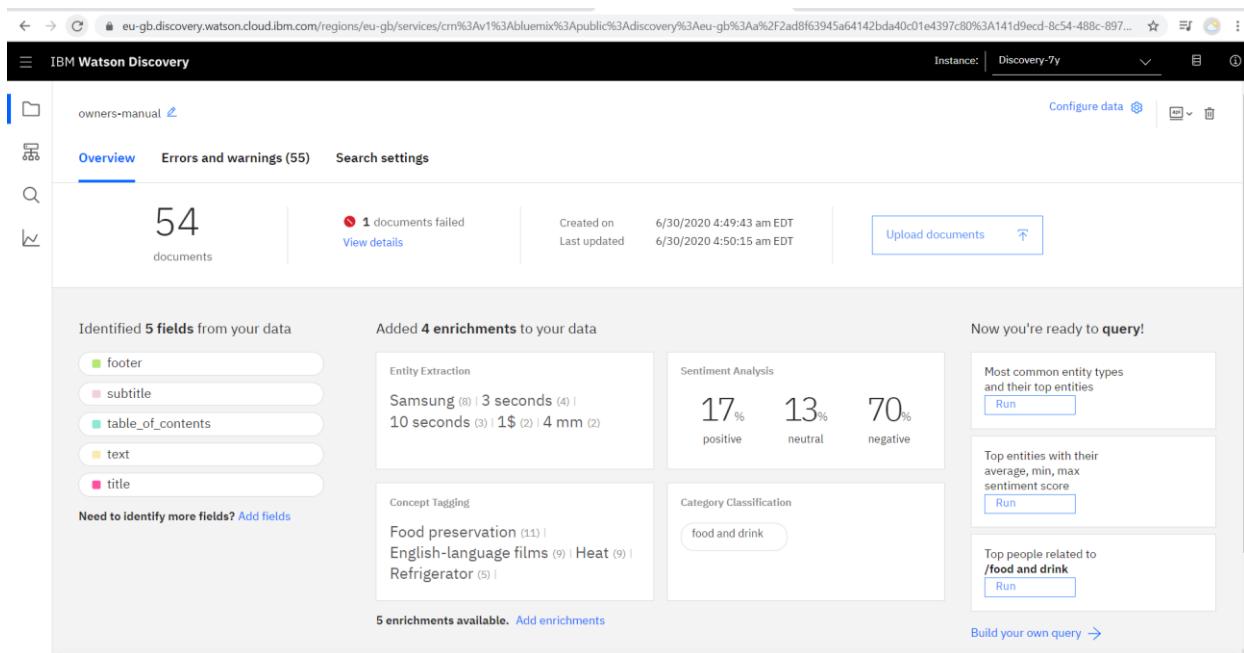 eu-gb.discovery.watson.cloud.ibm.com/regions/eu-gb/services/crn%3Av1%3Abluemix%3Apublic%3Adiscovery%3Aeu-gb%3Aa%2F2ad8f63945a64142bda40c01e4397c80%3A141d9ecd-8c54-488c-897...
IBM Watson Discovery
Instance: Discovery-7y
owners-manual
Configure data
api
Overview Errors and warnings (55) Search settings
54
documents
1 documents failed
View details
Created on 6/30/2020 4:49:43 am EDT
Last updated 6/30/2020 4:50:15 am EDT
Upload documents
Identified 5 fields from your data
footer
subtitle
table_of_contents
text
title
Need to identify more fields? Add fields
Added 4 enrichments to your data
Entity Extraction
Samsung (8) | 3 seconds (4) |
10 seconds (3) | 1$ (2) | 4 mm (2)
Sentiment Analysis
17% 13% 70%
positive neutral negative
Concept Tagging
Food preservation (11) |
English-language films (9) | Heat (9) |
Refrigerator (5) |
Category Classification
food and drink
5 enrichments available. Add enrichments
Now you're ready to query!
Most common entity types
and their top entities
Run
Top entities with their
average, min, max
sentiment score
Run
Top people related to
/food and drink
Run
Build your own query